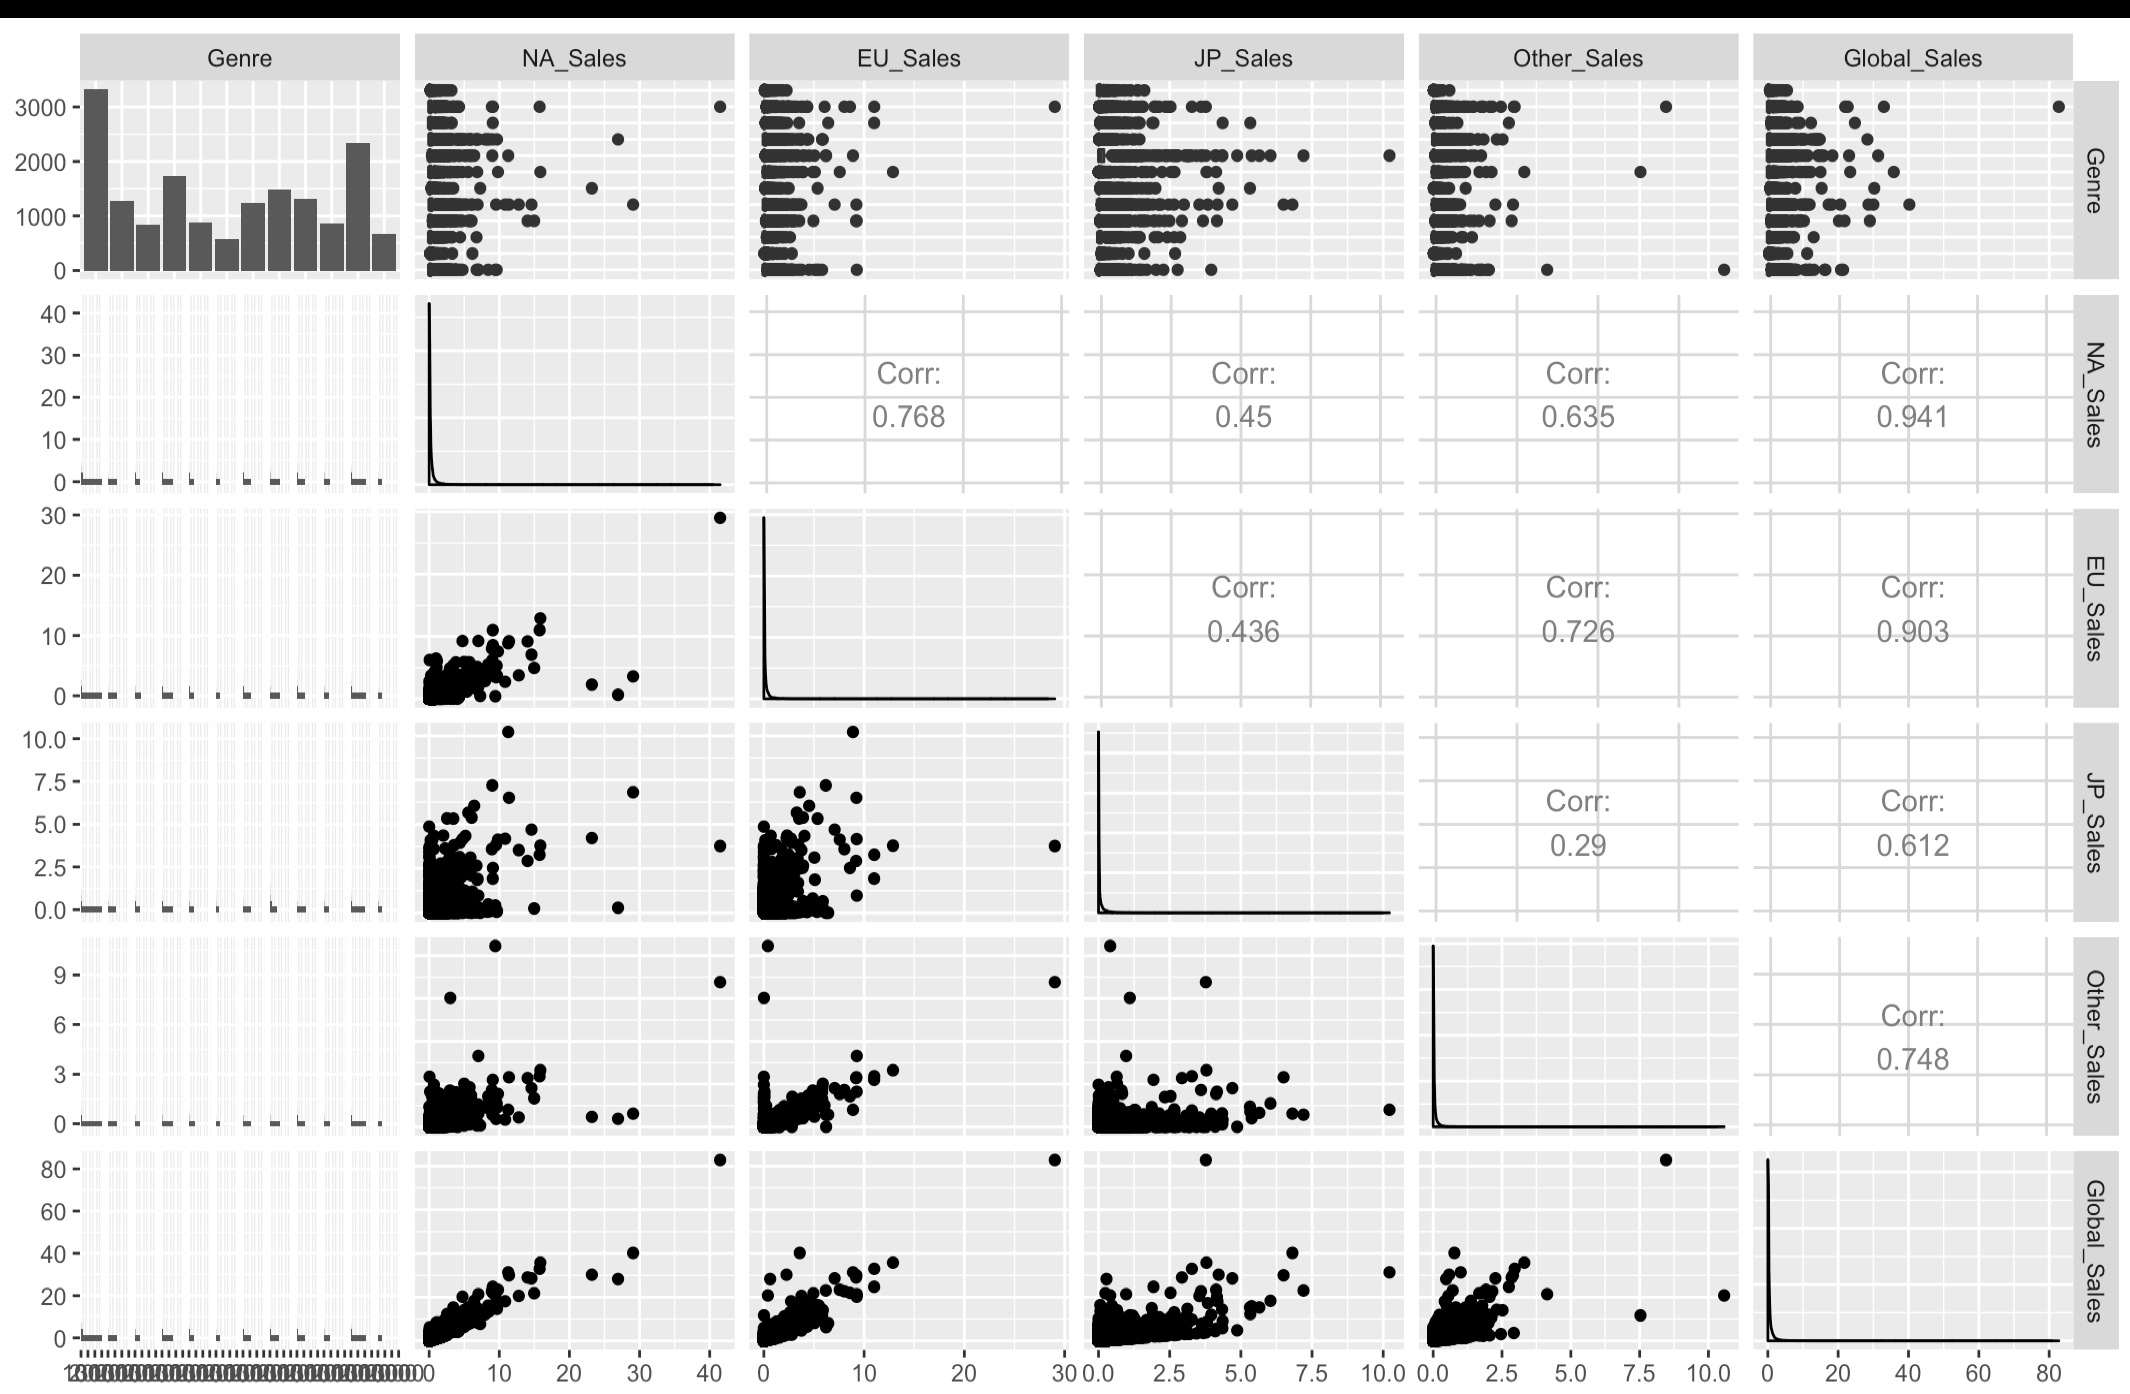 Genre
NA_Sales
EU_Sales
JP_Sales
Other_Sales
Global_Sales
3000
2000
1000
0
Genre
40
30
20
10
0
Corr:
0.768
Corr:
0.45
Corr:
0.635
Corr:
0.941
NA_Sales
30
20
10
0
Corr:
0.436
Corr:
0.726
Corr:
0.903
EU_Sales
10.0
7.5
5.0
2.5
0.0
Corr:
0.29
Corr:
0.612
JP_Sales
9
6
3
0
Corr:
0.748
Other_Sales
80
60
40
20
0
Global_Sales
0 10 20 30 40
0 10 20 30
0.0 2.5 5.0 7.5 10.0
0.0 2.5 5.0 7.5 10.0
0 20 40 60 80